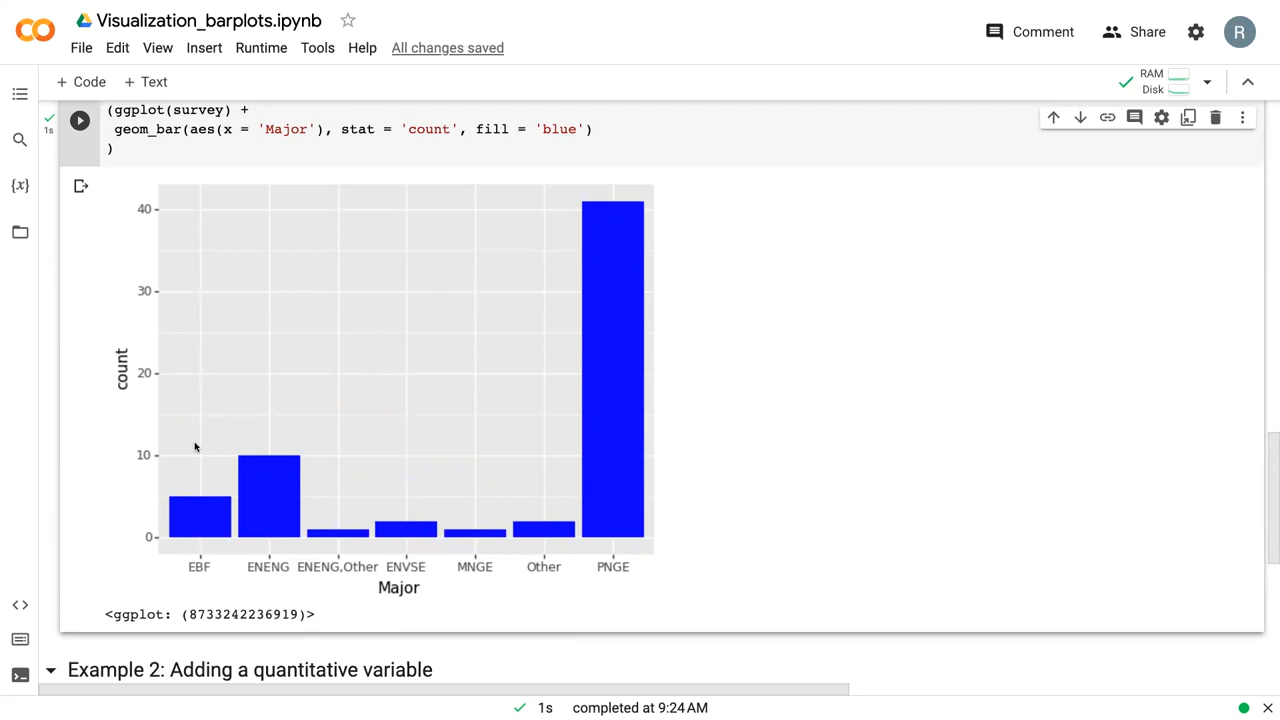 Visualization_barplots.ipynb
File Edit View Insert Runtime Tools Help All changes saved
Comment Share R
+ Code + Text
RAM
Disk
(ggplot(survey) +
geom_bar(aes(x = 'Major'), stat = 'count', fill = 'blue')
)
1s
{x}
40
30
20
10
0
count
EBF ENENG ENENG,Other ENVSE MNGE Other PNGE
Major
<ggplot: (8733242236919)>
Example 2: Adding a quantitative variable
1s completed at 9:24 AM